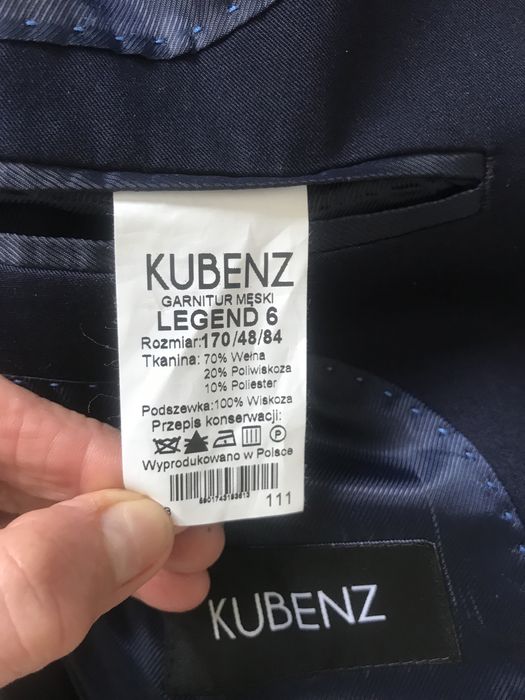 KUBENZ
GARNITUR MĘSKI
LEGEND 6
Rozmiar:170/48/84
Tkanina: 70% Wełna
20% Poliwiskoza
10% Poliester
Podszewka:100% Wiskoza
Przepis konserwacji:
P
Wyprodukowano w Polsce
111
KUBENZ